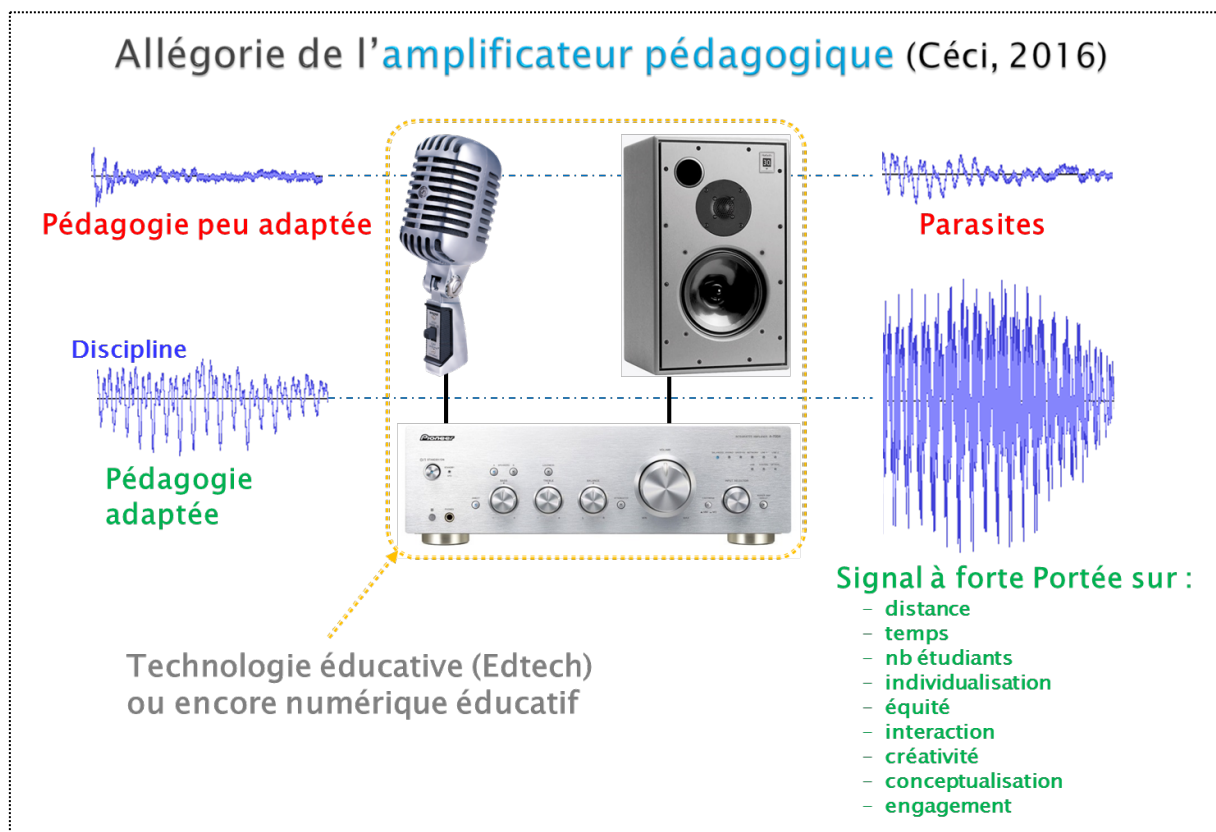 Allégorie de l'amplificateur pédagogique (Céci, 2016)
Pédagogie peu adaptée
Parasites
Discipline
Pédagogie
adaptée
Pioneer
Signal à forte Portée sur :
– distance
– temps
– nb étudiants
– individualisation
– équité
– interaction
– créativité
– conceptualisation
– engagement
Technologie éducative (Edtech)
ou encore numérique éducatif